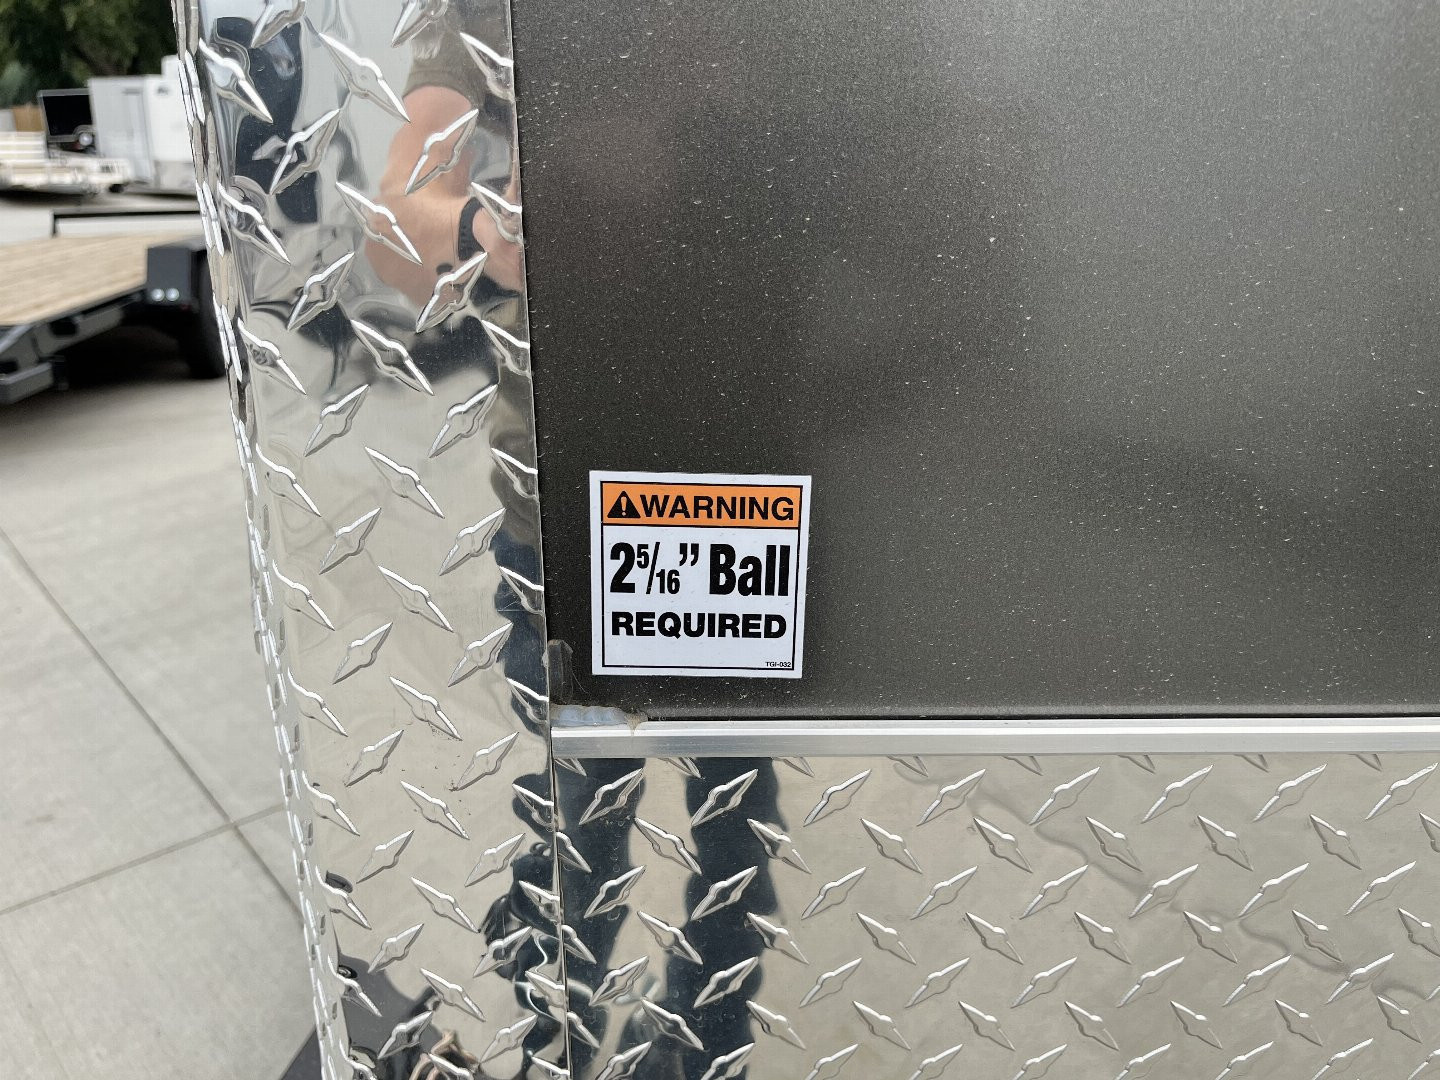 ⚠WARNING
2 5/16” Ball
REQUIRED
TGI-032